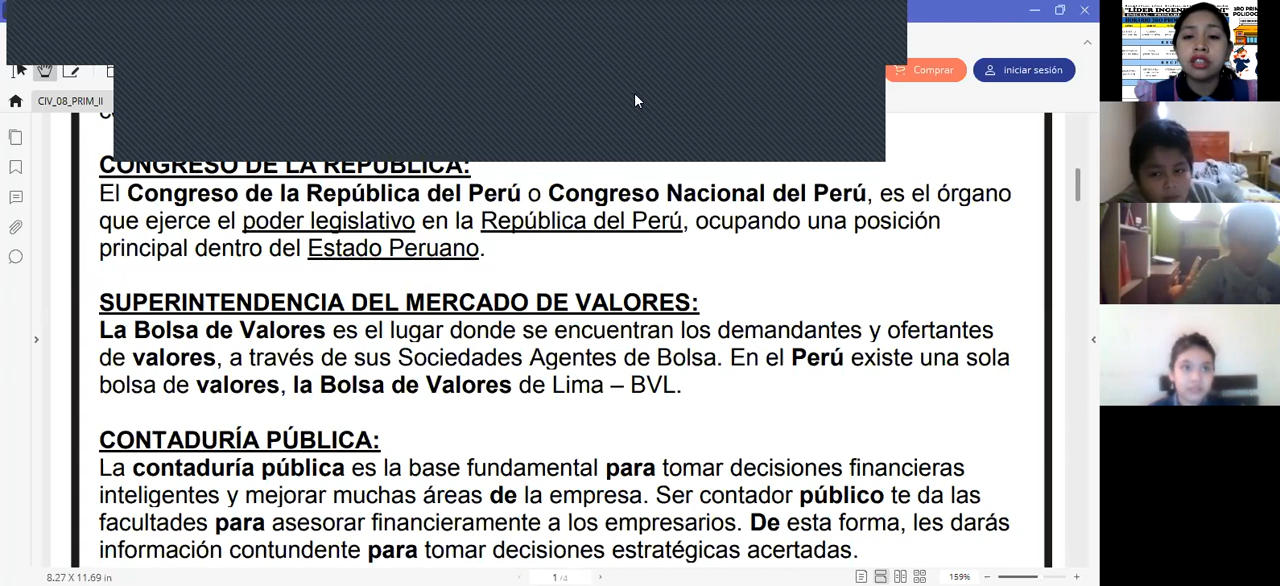 Comprar
iniciar sesión
CIV_08_PRIM_II
"LÍDER INGENI
3RO PRIM
POLIDOC
CONGRESO DE LA REPÚBLICA:
El Congreso de la República del Perú o Congreso Nacional del Perú, es el órgano
que ejerce el poder legislativo en la República del Perú, ocupando una posición
principal dentro del Estado Peruano.
SUPERINTENDENCIA DEL MERCADO DE VALORES:
La Bolsa de Valores es el lugar donde se encuentran los demandantes y ofertantes
de valores, a través de sus Sociedades Agentes de Bolsa. En el Perú existe una sola
bolsa de valores, la Bolsa de Valores de Lima – BVL.
CONTADURÍA PÚBLICA:
La contaduría pública es la base fundamental para tomar decisiones financieras
inteligentes y mejorar muchas áreas de la empresa. Ser contador público te da las
facultades para asesorar financieramente a los empresarios. De esta forma, les darás
información contundente para tomar decisiones estratégicas acertadas.
8.27 X 11.69 in
1 /4
159%